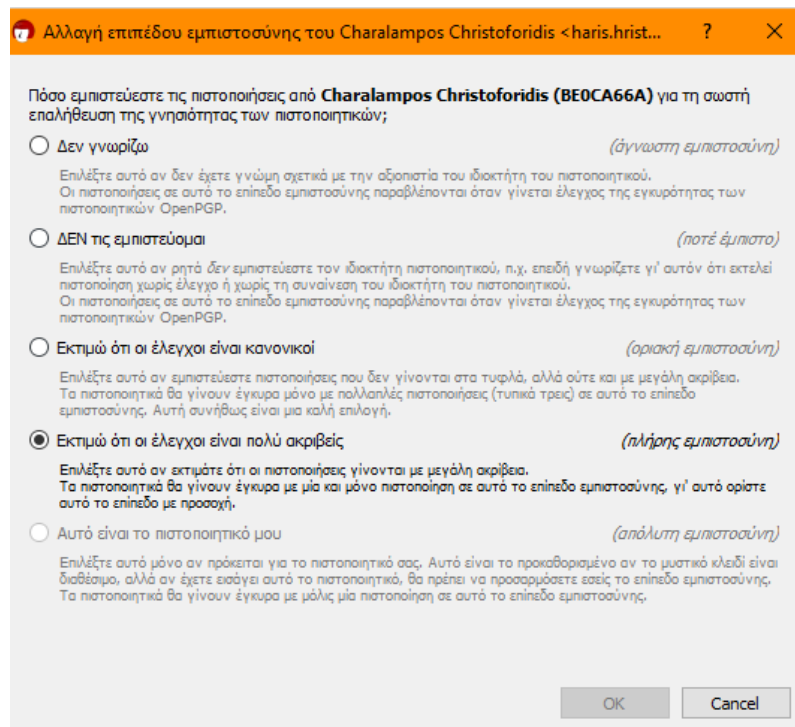 Αλλαγή επιπέδου εμπιστοσύνης του Charalampos Christoforidis <haris.hrist... ?
Πόσο εμπιστεύεστε τις πιστοποιήσεις από Charalampos Christoforidis (BE0CA66A) για τη σωστή
επαλήθευση της γνησιότητας των πιστοποιητικών;
Δεν γνωρίζω (άγνωστη εμπιστοσύνη)
Επιλέξτε αυτό αν δεν έχετε γνώμη σχετικά με την αξιοπιστία του ιδιοκτήτη του πιστοποιητικού.
Οι πιστοποιήσεις σε αυτό το επίπεδο εμπιστοσύνης παραβλέπονται όταν γίνεται έλεγχος της εγκυρότητας των
πιστοποιητικών OpenPGP.
ΔΕΝ τις εμπιστεύομαι (ποτέ έμπιστο)
Επιλέξτε αυτό αν ρητά δεν εμπιστεύεστε τον ιδιοκτήτη πιστοποιητικού, π.χ. επειδή γνωρίζετε γι' αυτόν ότι εκτελεί
πιστοποίηση χωρίς έλεγχο ή χωρίς τη συναίνεση του ιδιοκτήτη του πιστοποιητικού.
Οι πιστοποιήσεις σε αυτό το επίπεδο εμπιστοσύνης παραβλέπονται όταν γίνεται έλεγχος της εγκυρότητας των
πιστοποιητικών OpenPGP.
Εκτιμώ ότι οι έλεγχοι είναι κανονικοί (οριακή εμπιστοσύνη)
Επιλέξτε αυτό αν εμπιστεύεστε πιστοποιήσεις που δεν γίνονται στα τυφλά, αλλά ούτε και με μεγάλη ακρίβεια.
Τα πιστοποιητικά θα γίνουν έγκυρα μόνο με πολλαπλές πιστοποιήσεις (τυπικά τρεις) σε αυτό το επίπεδο
εμπιστοσύνης. Αυτή συνήθως είναι μια καλή επιλογή.
Εκτιμώ ότι οι έλεγχοι είναι πολύ ακριβείς (πλήρης εμπιστοσύνη)
Επιλέξτε αυτό αν εκτιμάτε ότι οι πιστοποιήσεις γίνονται με μεγάλη ακρίβεια.
Τα πιστοποιητικά θα γίνουν έγκυρα με μία και μόνο πιστοποίηση σε αυτό το επίπεδο εμπιστοσύνης, γι' αυτό ορίστε
αυτό το επίπεδο με προσοχή.
Αυτό είναι το πιστοποιητικό μου (απόλυτη εμπιστοσύνη)
Επιλέξτε αυτό μόνο αν πρόκειται για το πιστοποιητικό σας. Αυτό είναι το προκαθορισμένο αν το μυστικό κλειδί είναι
διαθέσιμο, αλλά αν έχετε εισάγει αυτό το πιστοποιητικό, θα πρέπει να προσαρμόσετε εσείς το επίπεδο εμπιστοσύνης.
Τα πιστοποιητικά θα γίνουν έγκυρα με μόλις μία πιστοποίηση σε αυτό το επίπεδο εμπιστοσύνης.
OK Cancel